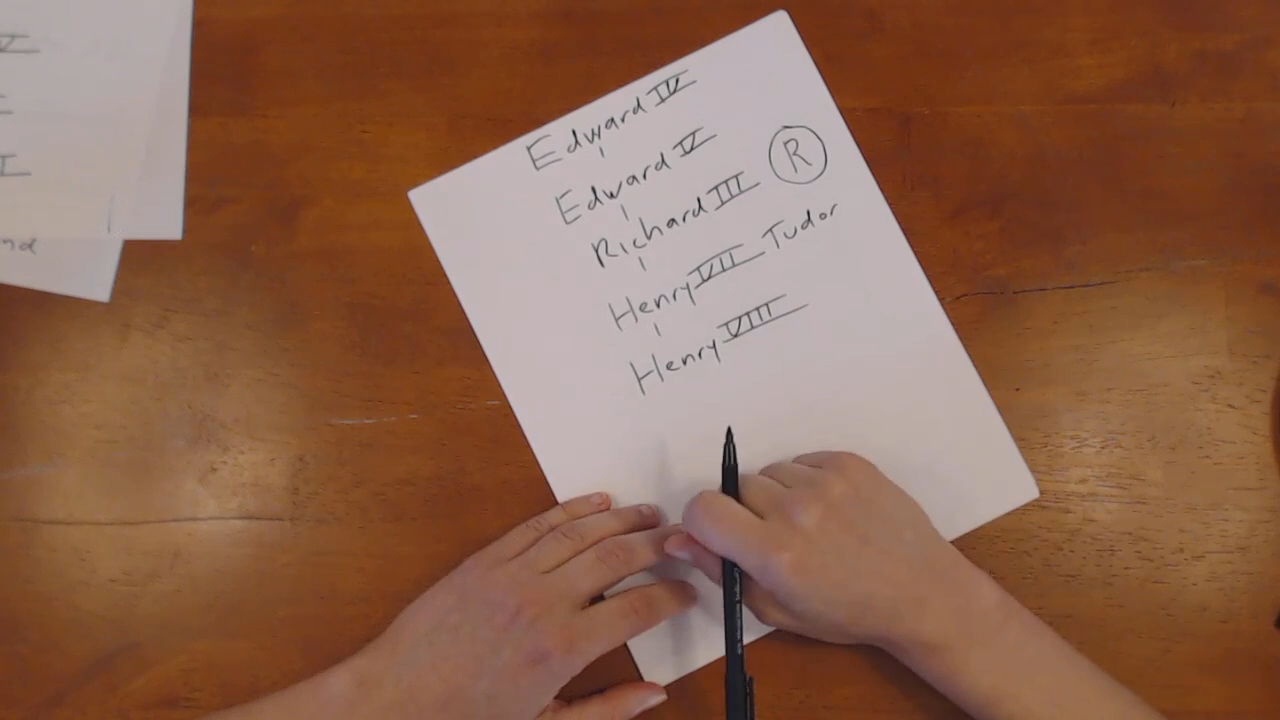 Edward IV
Edward V
Richard III R
Henry VII Tudor
Henry VIII